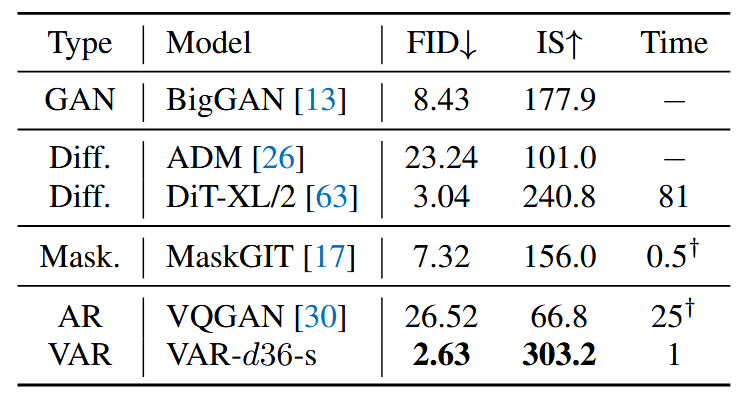 Type Model FID↓ IS↑ Time
GAN BigGAN [13] 8.43 177.9 −
Diff. ADM [26] 23.24 101.0 −
Diff. DiT-XL/2 [63] 3.04 240.8 81
Mask. MaskGIT [17] 7.32 156.0 0.5†
AR VQGAN [30] 26.52 66.8 25†
VAR VAR-d36-s 2.63 303.2 1